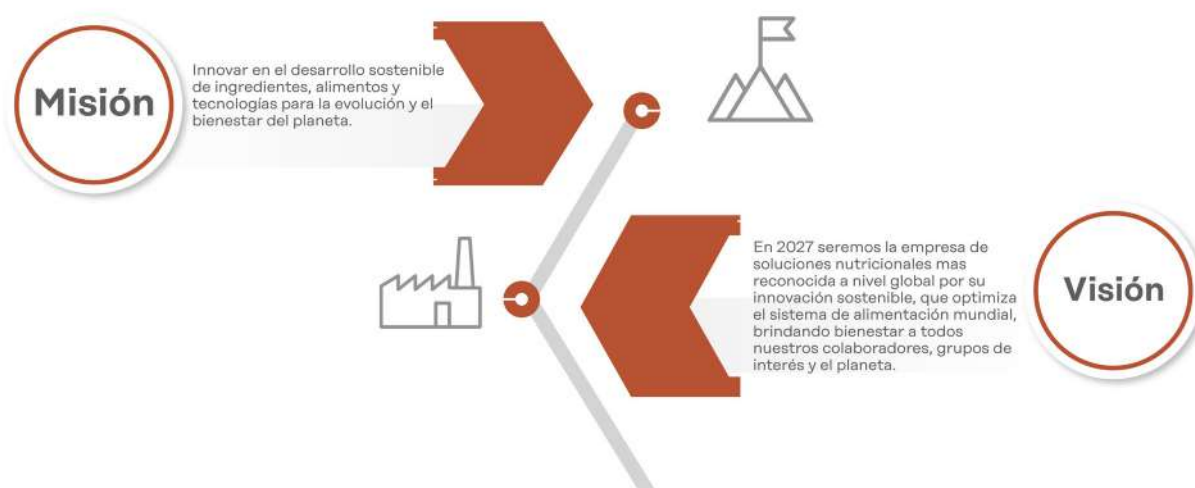 Misión
Innovar en el desarrollo sostenible
de ingredientes, alimentos y
tecnologías para la evolución y el
bienestar del planeta.
En 2027 seremos la empresa de
soluciones nutricionales mas
reconocida a nivel global por su
innovación sostenible, que optimiza
el sistema de alimentación mundial,
brindando bienestar a todos
nuestros colaboradores, grupos de
interés y el planeta.
Visión